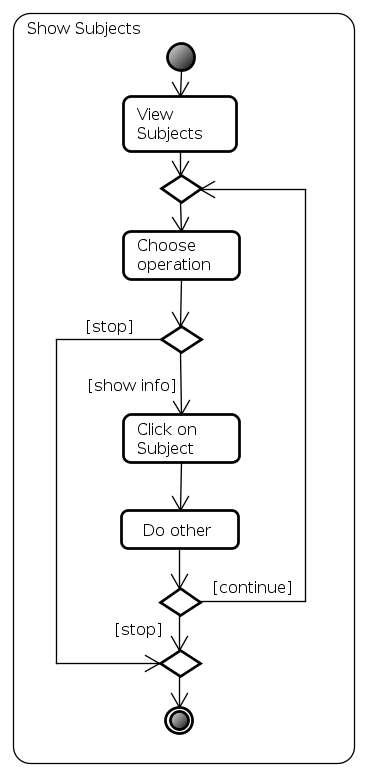 Show Subjects
View
Subjects
Choose
operation
[stop]
[show info]
Click on
Subject
Do other
[continue]
[stop]